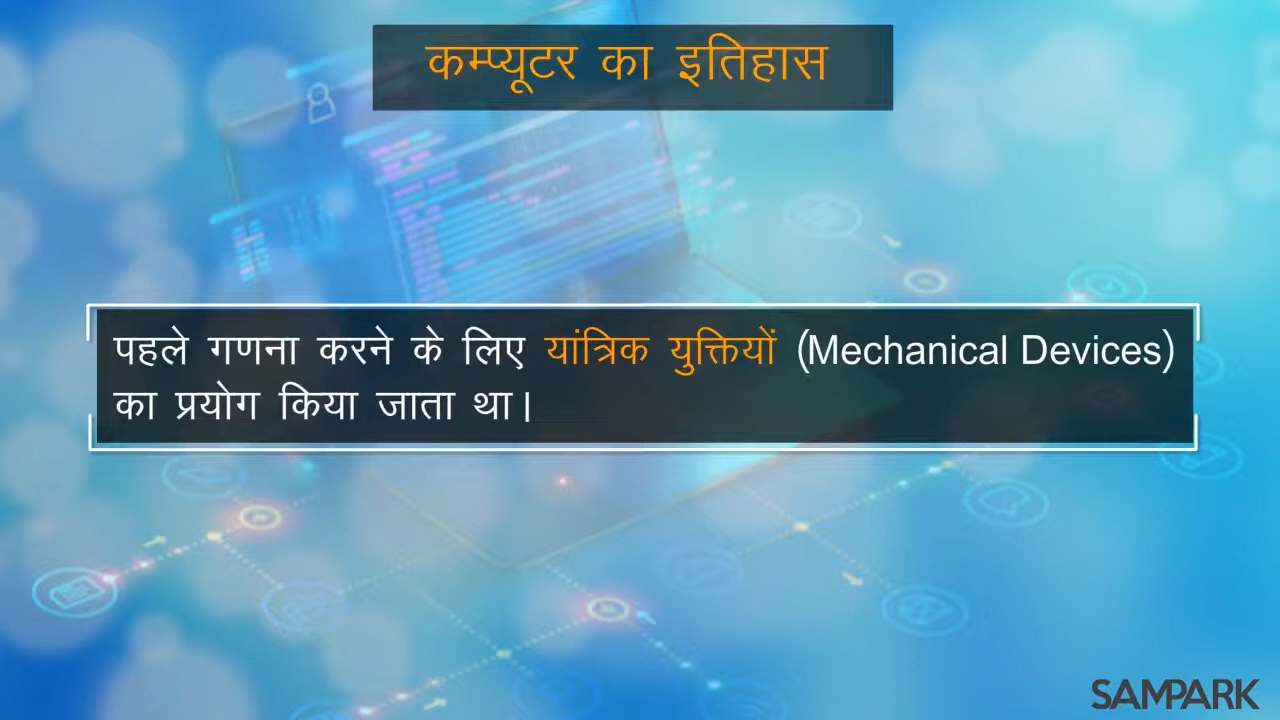 कम्प्यूटर का इतिहास
पहले गणना करने के लिए यांत्रिक युक्तियों (Mechanical Devices)
का प्रयोग किया जाता था।
SAMPARK